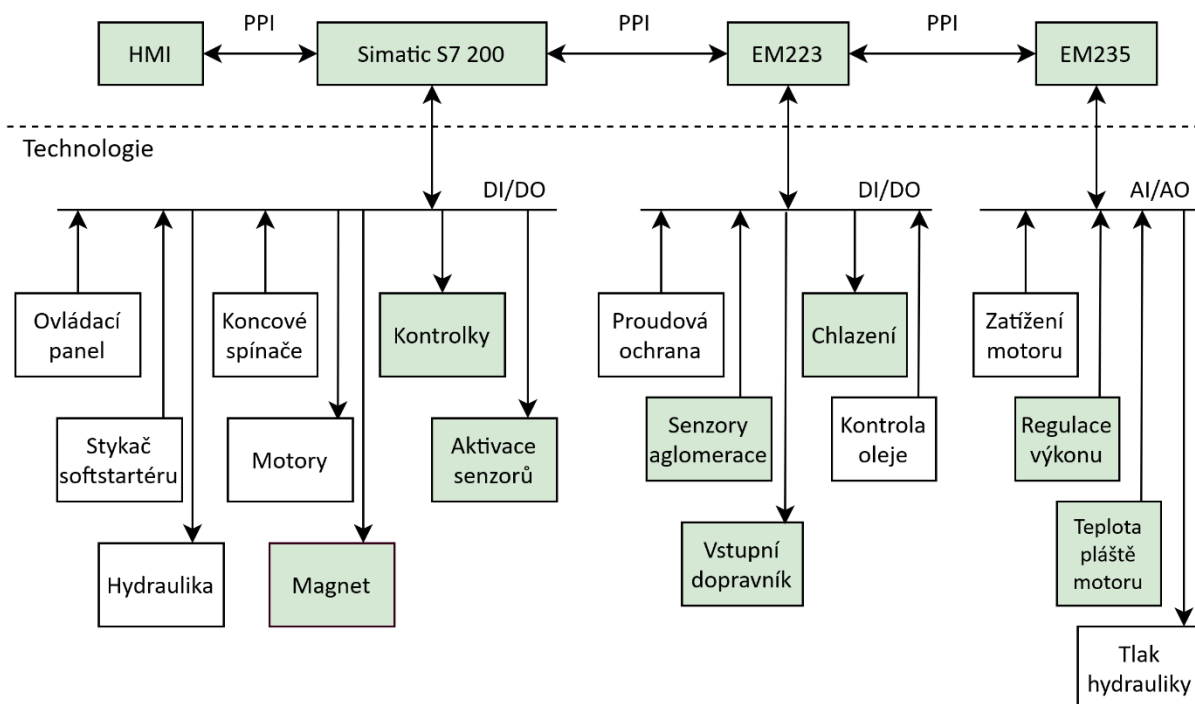 PPI
PPI
PPI
HMI
Simatic S7 200
EM223
EM235
Technologie
DI/DO
DI/DO
AI/AO
Ovládací
panel
Koncové
spínače
Kontrolky
Proudová
ochrana
Chlazení
Zatížení
motoru
Stykač
softstartéru
Motory
Aktivace
senzorů
Senzory
aglomerace
Kontrola
oleje
Regulace
výkonu
Hydraulika
Magnet
Vstupní
dopravník
Teplota
pláště
motoru
Tlak
hydrauliky